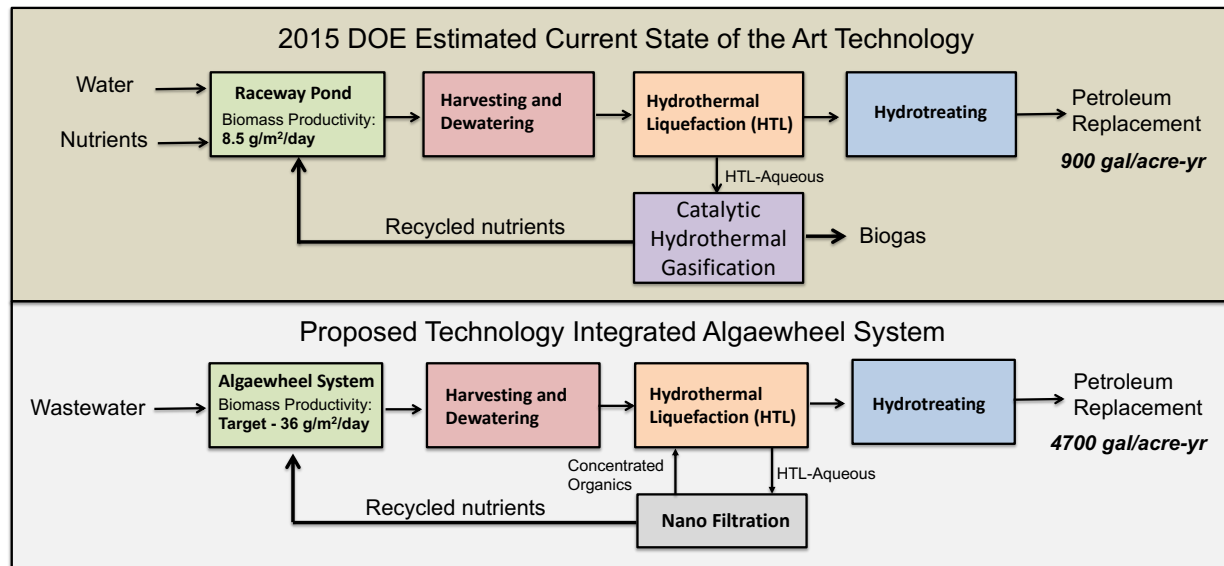 2015 DOE Estimated Current State of the Art Technology
Water
Nutrients
Raceway Pond
Biomass Productivity:
8.5 g/m²/day
Harvesting and
Dewatering
Hydrothermal
Liquefaction (HTL)
Hydrotreating
Petroleum
Replacement
900 gal/acre-yr
HTL-Aqueous
Recycled nutrients
Catalytic
Hydrothermal
Gasification
Biogas
Proposed Technology Integrated Algaewheel System
Wastewater
Algaewheel System
Biomass Productivity:
Target - 36 g/m²/day
Harvesting and
Dewatering
Hydrothermal
Liquefaction (HTL)
Hydrotreating
Petroleum
Replacement
4700 gal/acre-yr
Concentrated
Organics
HTL-Aqueous
Recycled nutrients
Nano Filtration